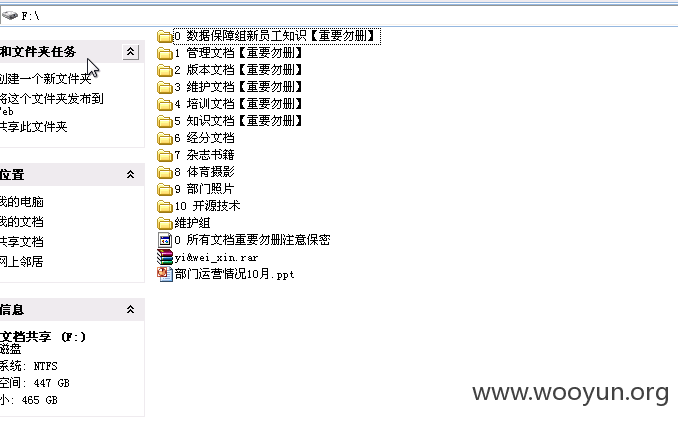 F:\
和文件夹任务
创建一个新文件夹
将这个文件夹发布到
Web
共享此文件夹
位置
我的电脑
我的文档
共享文档
网上邻居
信息
文档共享 (F:)
磁盘
系统: NTFS
空间: 447 GB
小: 465 GB
0 数据保障组新员工知识【重要勿删】
1 管理文档【重要勿删】
2 版本文档【重要勿删】
3 维护文档【重要勿删】
4 培训文档【重要勿删】
5 知识文档【重要勿删】
6 经分文档
7 杂志书籍
8 体育摄影
9 部门照片
10 开源技术
维护组
0 所有文档重要勿删注意保密
yi&wei_xin.rar
部门运营情况10月.ppt
www.wooyun.org